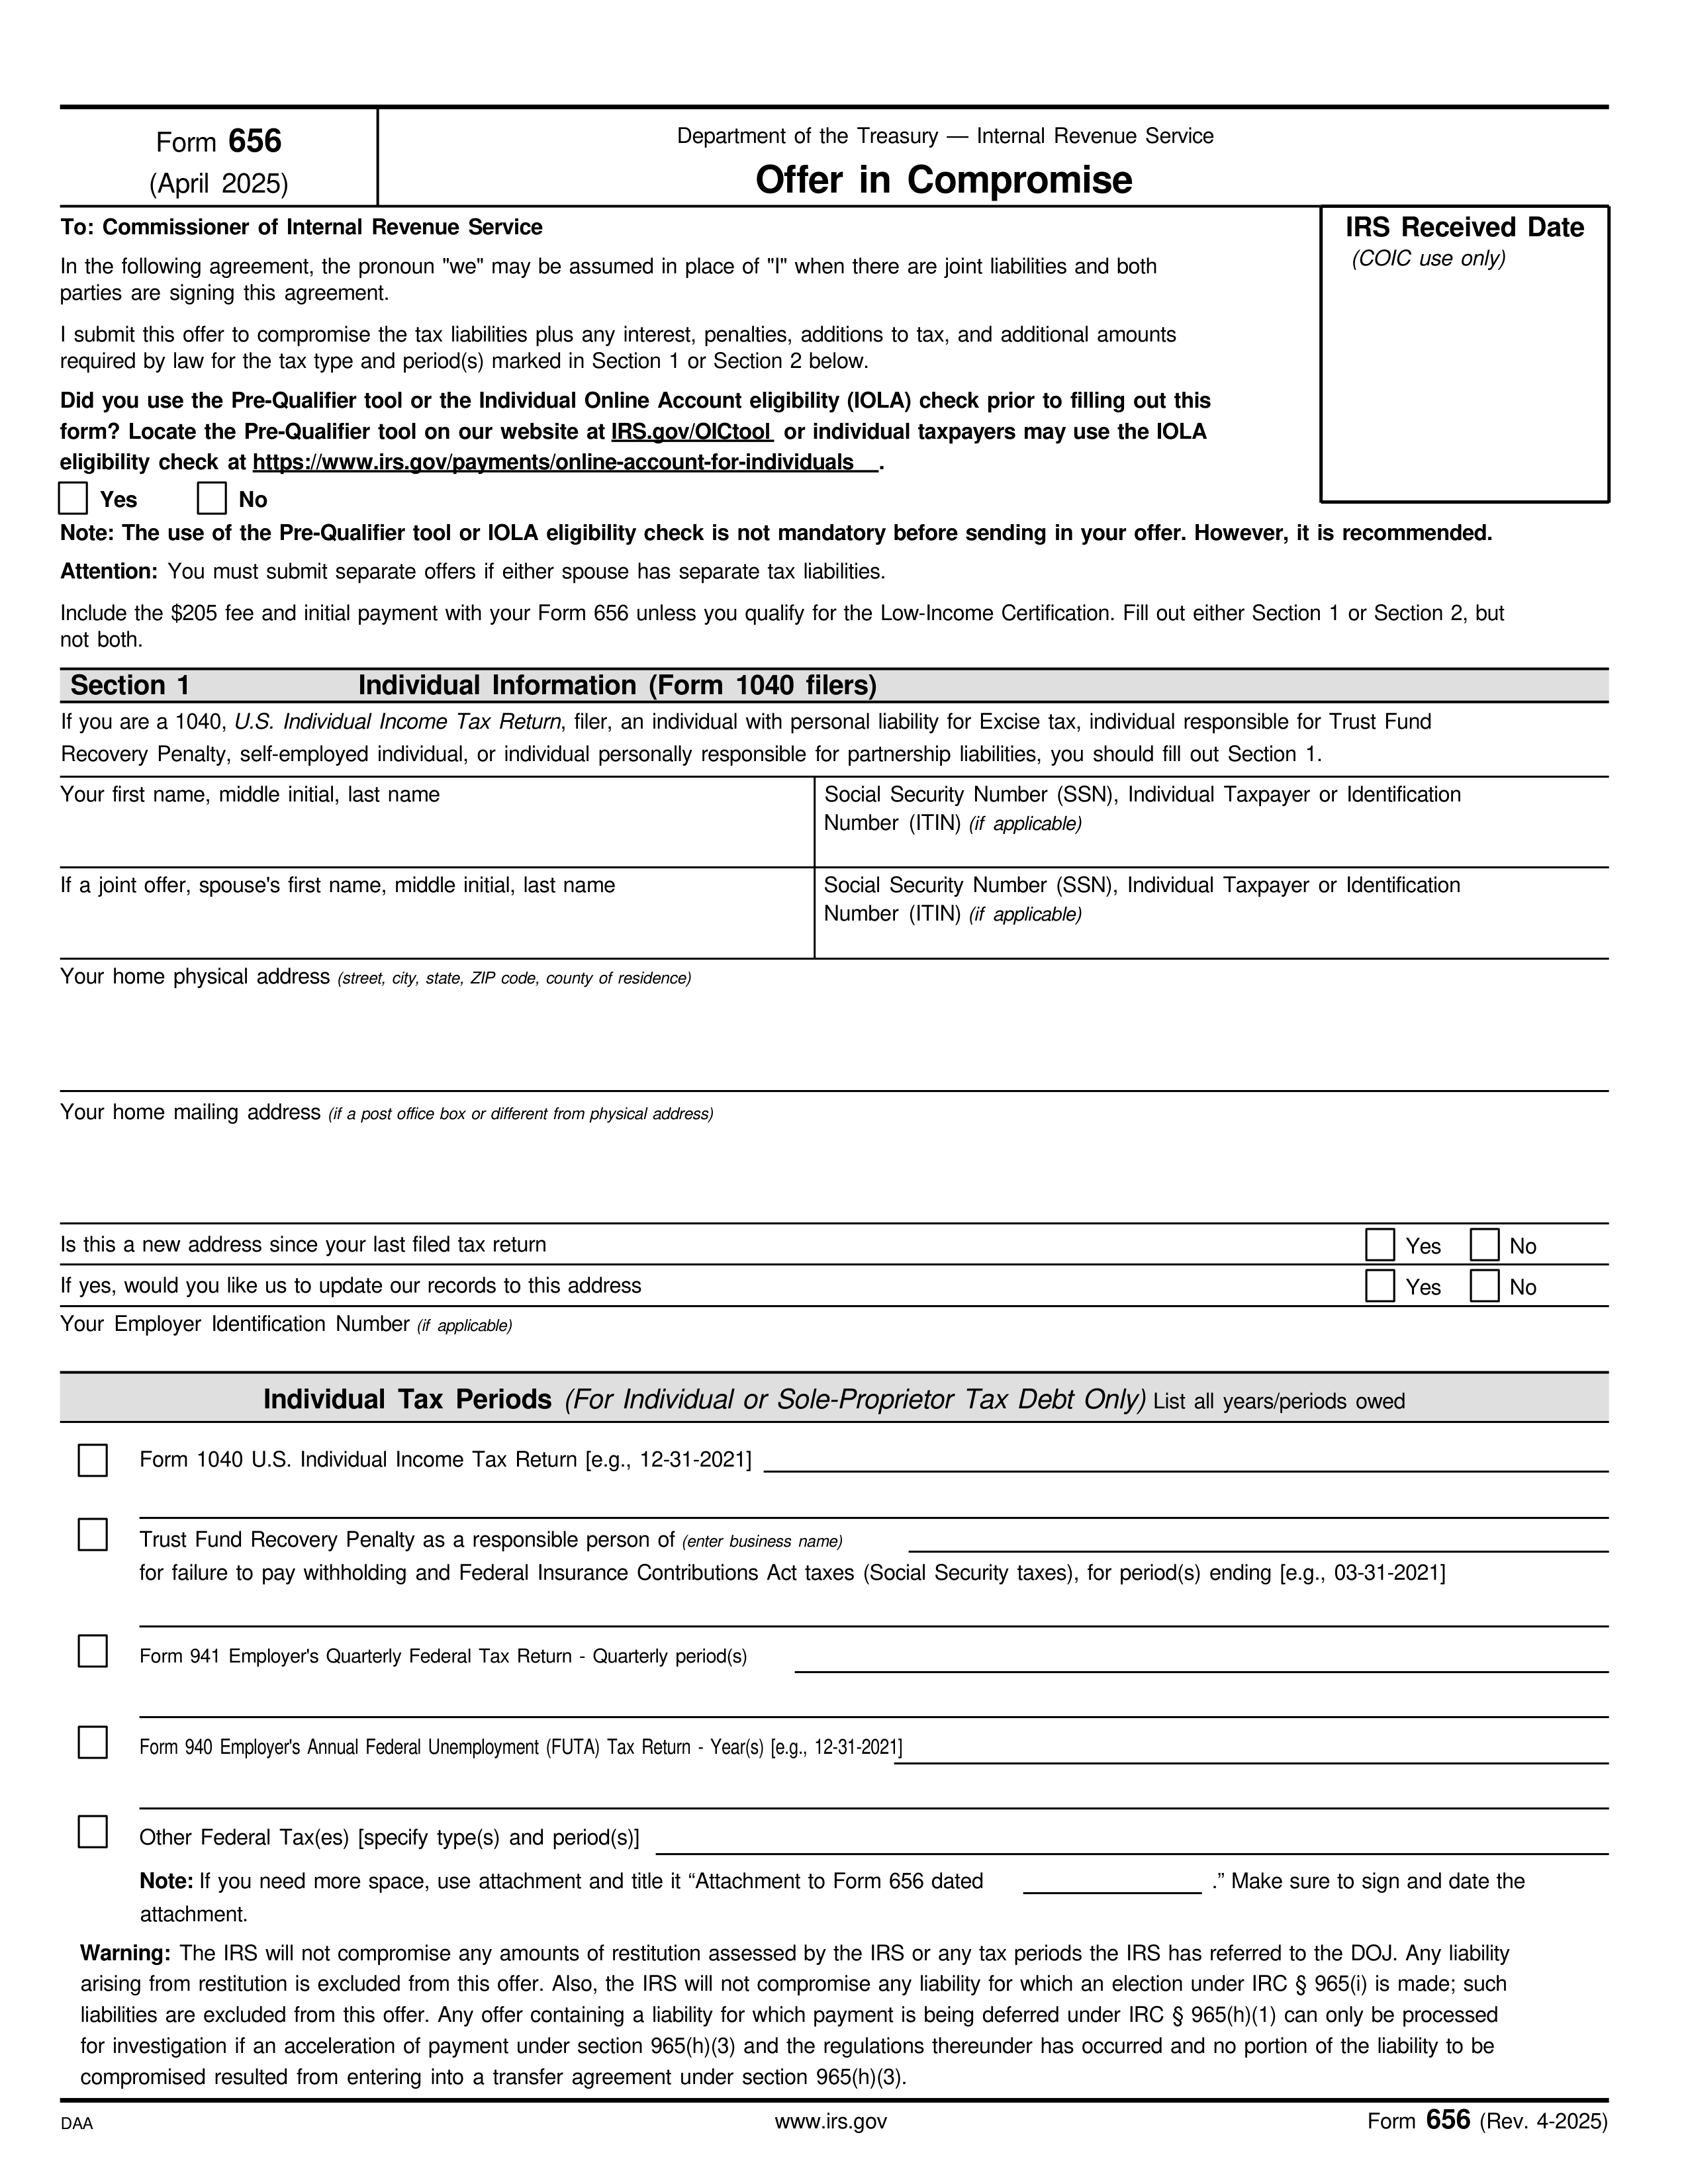 Form 656
(April 2025)
Department of the Treasury — Internal Revenue Service
Offer in Compromise
To: Commissioner of Internal Revenue Service
IRS Received Date
(COIC use only)
In the following agreement, the pronoun "we" may be assumed in place of "I" when there are joint liabilities and both
parties are signing this agreement.
I submit this offer to compromise the tax liabilities plus any interest, penalties, additions to tax, and additional amounts
required by law for the tax type and period(s) marked in Section 1 or Section 2 below.
Did you use the Pre-Qualifier tool or the Individual Online Account eligibility (IOLA) check prior to filling out this
form? Locate the Pre-Qualifier tool on our website at IRS.gov/OICtool or individual taxpayers may use the IOLA
eligibility check at https://www.irs.gov/payments/online-account-for-individuals .
Yes No
Note: The use of the Pre-Qualifier tool or IOLA eligibility check is not mandatory before sending in your offer. However, it is recommended.
Attention: You must submit separate offers if either spouse has separate tax liabilities.
Include the $205 fee and initial payment with your Form 656 unless you qualify for the Low-Income Certification. Fill out either Section 1 or Section 2, but
not both.
Section 1 Individual Information (Form 1040 filers)
If you are a 1040, U.S. Individual Income Tax Return, filer, an individual with personal liability for Excise tax, individual responsible for Trust Fund
Recovery Penalty, self-employed individual, or individual personally responsible for partnership liabilities, you should fill out Section 1.
Your first name, middle initial, last name
Social Security Number (SSN), Individual Taxpayer or Identification
Number (ITIN) (if applicable)
If a joint offer, spouse's first name, middle initial, last name
Social Security Number (SSN), Individual Taxpayer or Identification
Number (ITIN) (if applicable)
Your home physical address (street, city, state, ZIP code, county of residence)
Your home mailing address (if a post office box or different from physical address)
Is this a new address since your last filed tax return Yes No
If yes, would you like us to update our records to this address Yes No
Your Employer Identification Number (if applicable)
Individual Tax Periods (For Individual or Sole-Proprietor Tax Debt Only) List all years/periods owed
Form 1040 U.S. Individual Income Tax Return [e.g., 12-31-2021]
Trust Fund Recovery Penalty as a responsible person of (enter business name)
for failure to pay withholding and Federal Insurance Contributions Act taxes (Social Security taxes), for period(s) ending [e.g., 03-31-2021]
Form 941 Employer's Quarterly Federal Tax Return - Quarterly period(s)
Form 940 Employer's Annual Federal Unemployment (FUTA) Tax Return - Year(s) [e.g., 12-31-2021]
Other Federal Tax(es) [specify type(s) and period(s)]
Note: If you need more space, use attachment and title it “Attachment to Form 656 dated .” Make sure to sign and date the
attachment.
Warning: The IRS will not compromise any amounts of restitution assessed by the IRS or any tax periods the IRS has referred to the DOJ. Any liability
arising from restitution is excluded from this offer. Also, the IRS will not compromise any liability for which an election under IRC § 965(i) is made; such
liabilities are excluded from this offer. Any offer containing a liability for which payment is being deferred under IRC § 965(h)(1) can only be processed
for investigation if an acceleration of payment under section 965(h)(3) and the regulations thereunder has occurred and no portion of the liability to be
compromised resulted from entering into a transfer agreement under section 965(h)(3).
DAA www.irs.gov Form 656 (Rev. 4-2025)